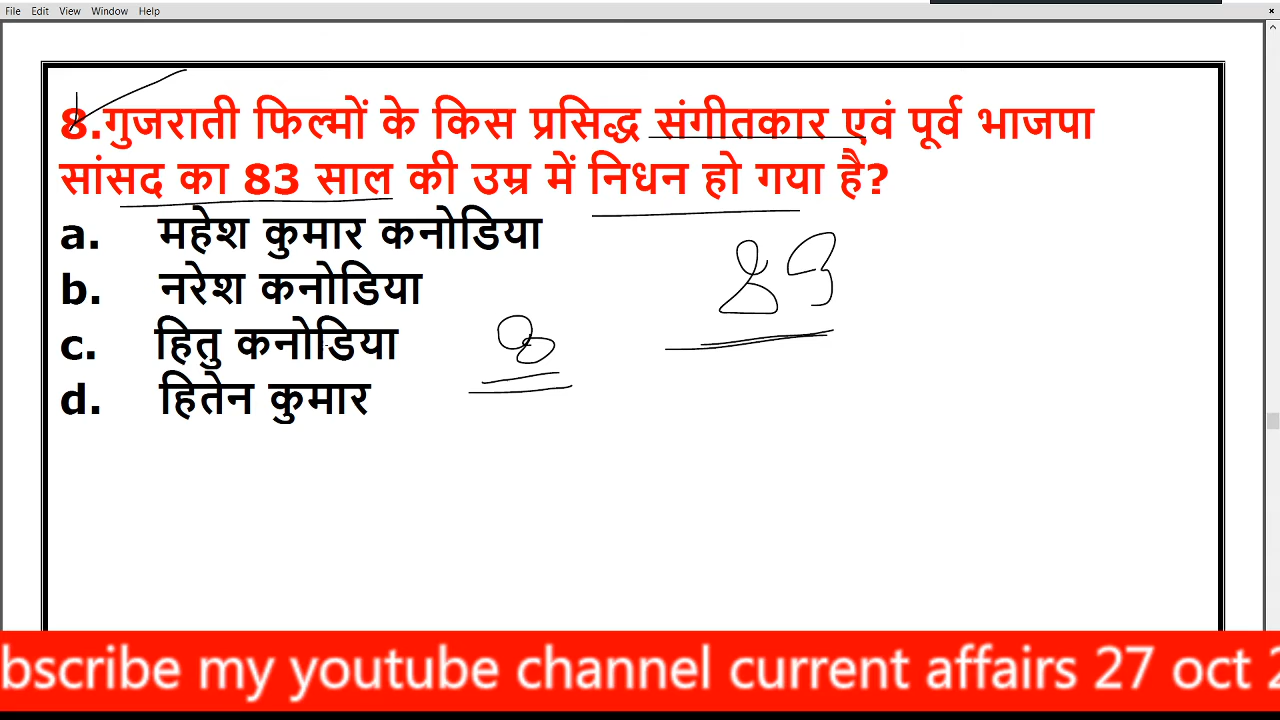 File Edit View Window Help
8.गुजराती फिल्मों के किस प्रसिद्ध संगीतकार एवं पूर्व भाजपा
सांसद का 83 साल की उम्र में निधन हो गया है?
a. महेश कुमार कनोडिया
b. नरेश कनोडिया
c. हितु कनोडिया
d. हितेन कुमार
83
bscribe my youtube channel current affairs 27 oct 2